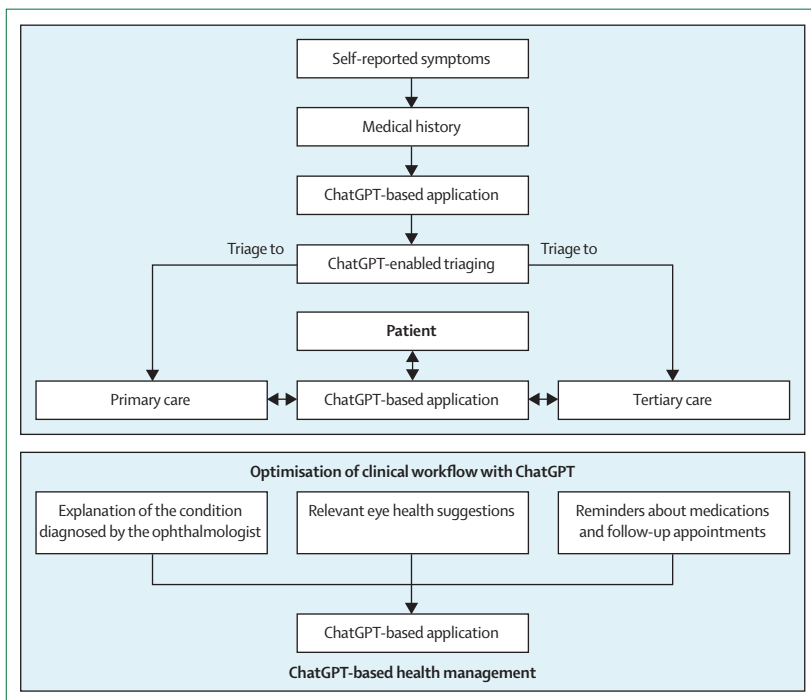 Self-reported symptoms
Medical history
ChatGPT-based application
Triage to
ChatGPT-enabled triaging
Triage to
Patient
Primary care
ChatGPT-based application
Tertiary care
Optimisation of clinical workflow with ChatGPT
Explanation of the condition
diagnosed by the ophthalmologist
Relevant eye health suggestions
Reminders about medications
and follow-up appointments
ChatGPT-based application
ChatGPT-based health management